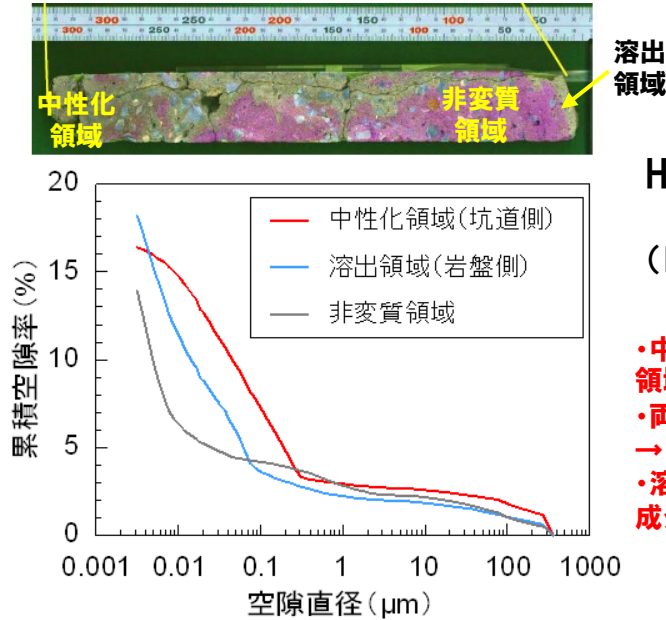 300 250 200 150 100 50
300 250 200 150 100 50
中性化
領域
非変質
領域
溶出
領域
H
20
15
10
5
0
累積空隙率(%)
中性化領域(坑道側)
溶出領域(岩盤側)
非変質領域
0.001 0.01 0.1 1 10 100 1000
空隙直径(μm)
・中
領域
・両
→
・溶